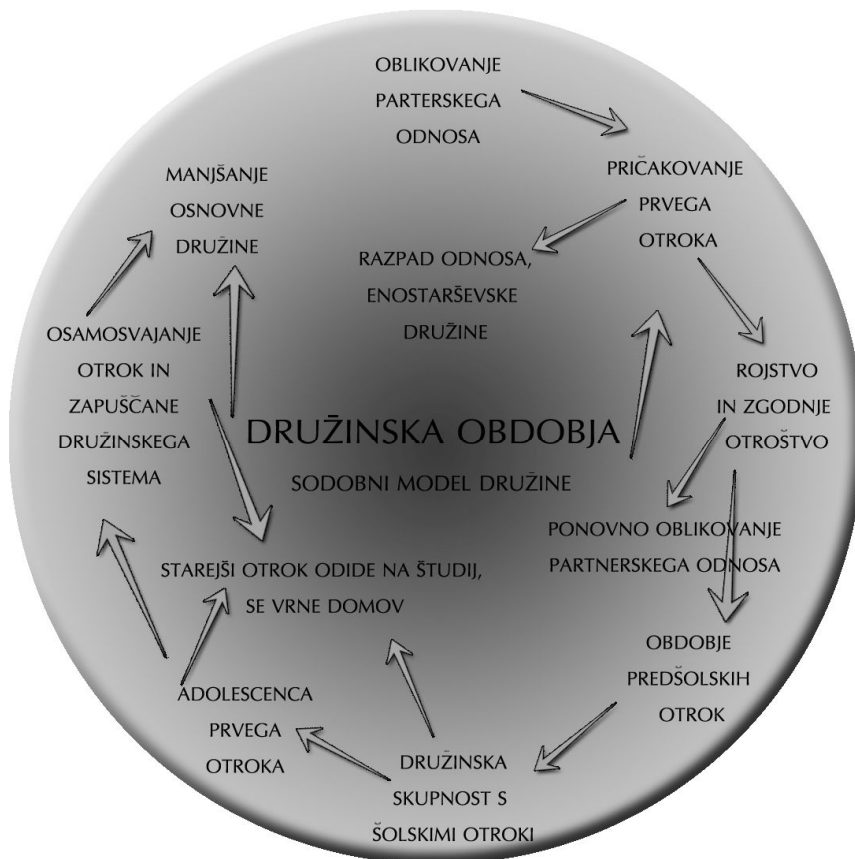 OBLIKOVANJE
PARTERSKEGA
ODNOSA
PRIČAKOVANJE
PRVEGA
OTROKA
RAZPAD ODNOSA,
ENOSTARŠEVSKE
DRUŽINE
ROJSTVO
IN ZGODNJE
OTROŠTVO
PONOVNO OBLIKOVANJE
PARTNERSKEGA ODNOSA
OBDOBJE
PREDŠOLSKIH
OTROK
DRUŽINSKA
SKUPNOST S
ŠOLSKIMI OTROKI
ADOLESCENCA
PRVEGA
OTROKA
STAREJŠI OTROK ODIDE NA ŠTUDIJ,
SE VRNE DOMOV
OSAMOSVAJANJE
OTROK IN
ZAPUŠČANE
DRUŽINSKEGA
SISTEMA
MANJŠANJE
OSNOVNE
DRUŽINE
DRUŽINSKA OBDOBJA
SODOBNI MODEL DRUŽINE